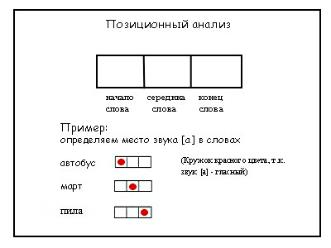 Позиционный анализ
начало середина конец
слова слова слова
Пример:
определяем место звука [а] в словах
автобус (Кружок красного цвета, т.к.
звук [а] - гласный)
март
пила